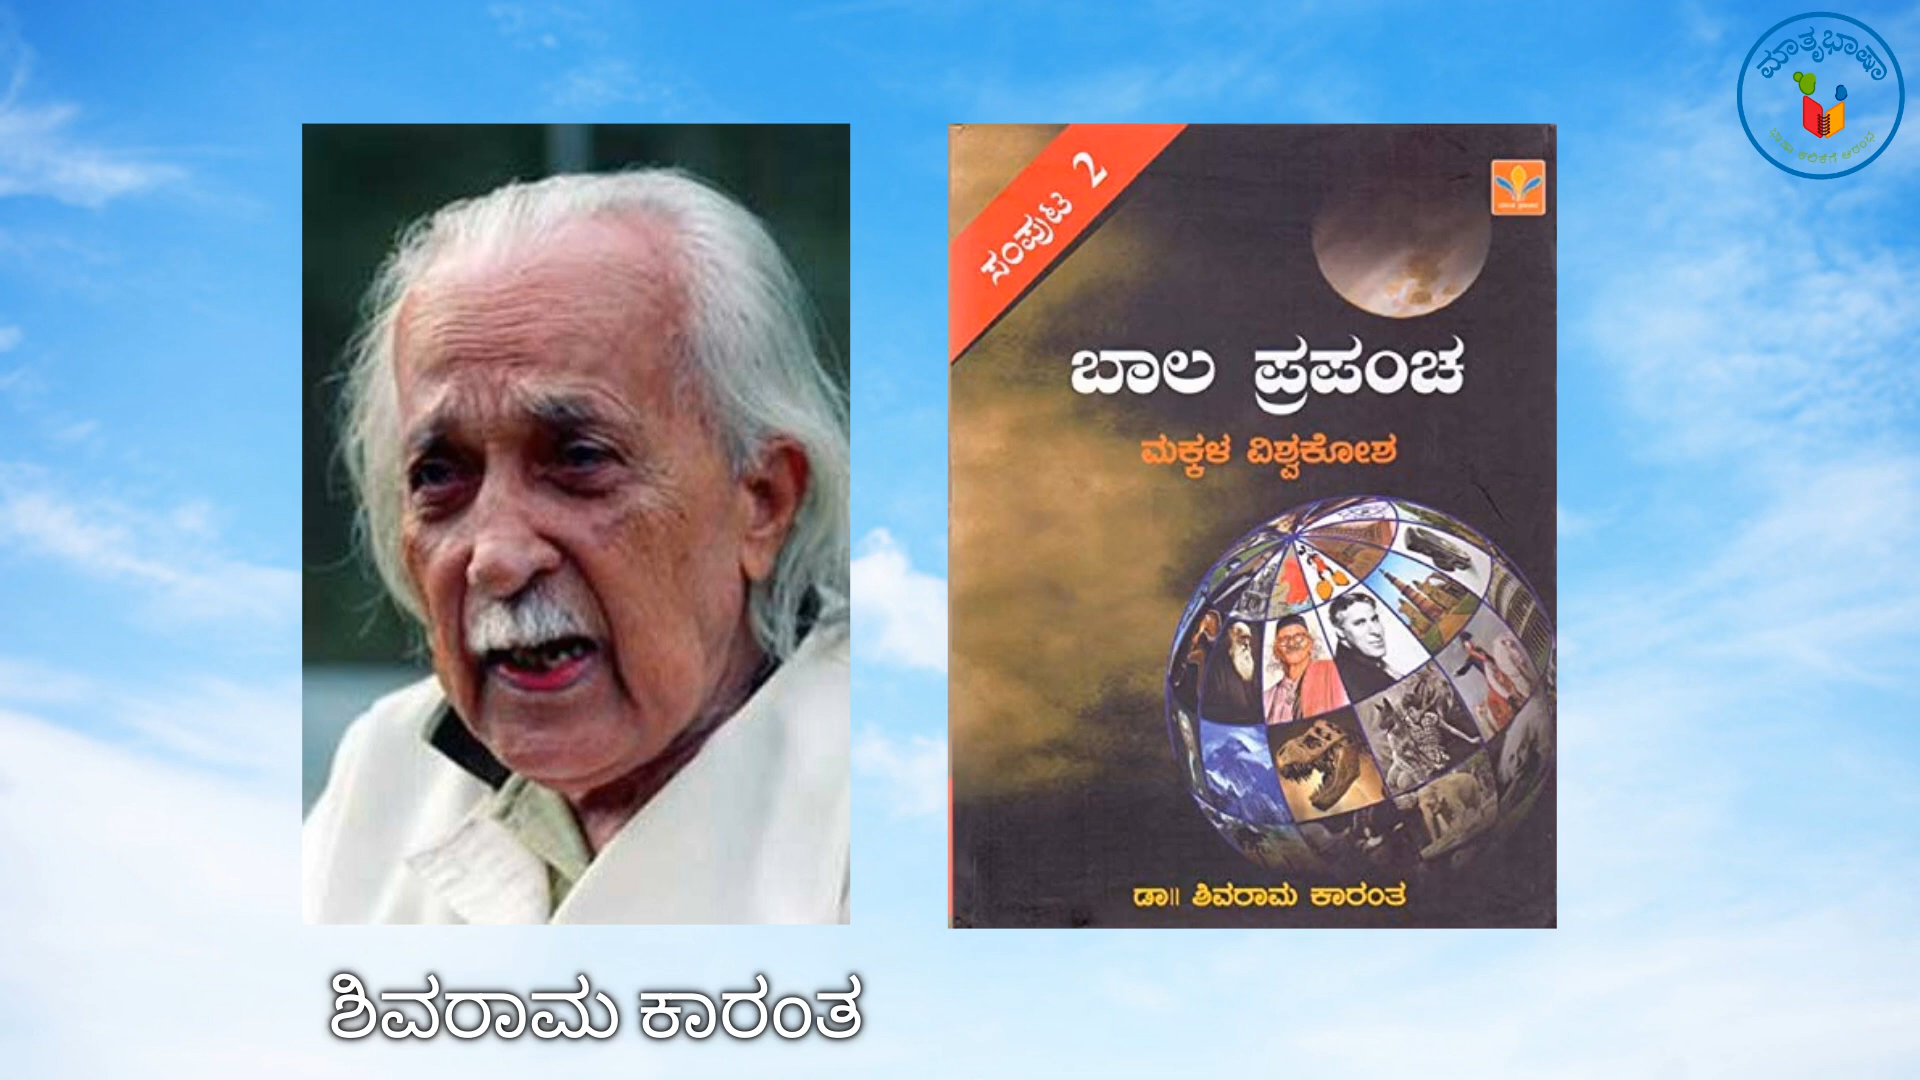 ಮಾತೃಭಾಷಾ
ಸಂಪುಟ 2
ಬಾಲ ಪ್ರಪಂಚ
ಮಕ್ಕಳ ವಿಶ್ವಕೋಶ
ಡಾ॥ ಶಿವರಾಮ ಕಾರಂತ
ಶಿವರಾಮ ಕಾರಂತ